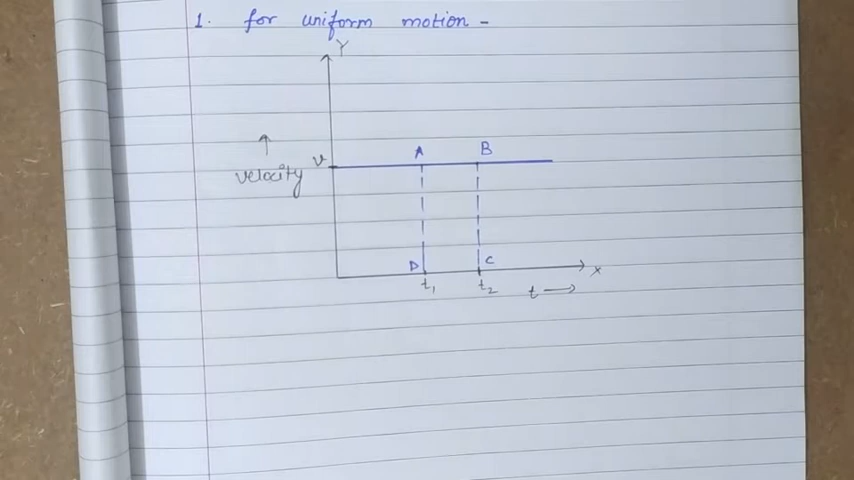 1. for uniform motion -
Y
A B
v
velocity
D C
x
t1 t2 t